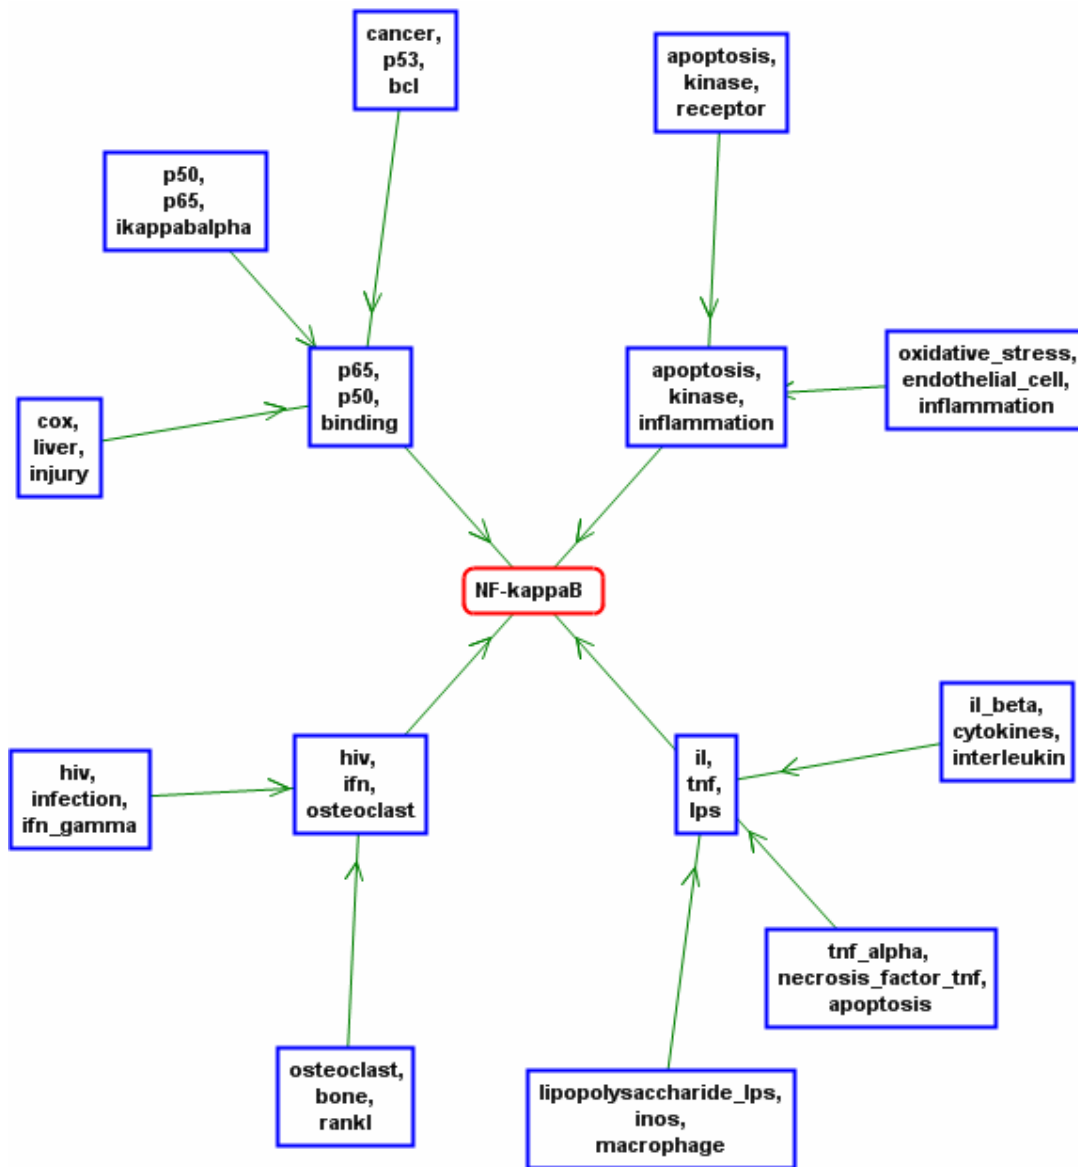 cancer,
p53,
bcl
apoptosis,
kinase,
receptor
p50,
p65,
ikappabalpha
p65,
p50,
binding
apoptosis,
kinase,
inflammation
oxidative_stress,
endothelial_cell,
inflammation
cox,
liver,
injury
NF-kappaB
hiv,
infection,
ifn_gamma
hiv,
ifn,
osteoclast
il,
tnf,
lps
il_beta,
cytokines,
interleukin
tnf_alpha,
necrosis_factor_tnf,
apoptosis
osteoclast,
bone,
rankl
lipopolysaccharide_lps,
inos,
macrophage